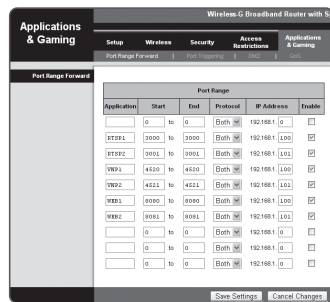 Wireless-G Broadband Router with S
Applications & Gaming
Setup Wireless Security Access Restrictions Applications & Gaming
Port Range Forward | Port Triggering | DMZ | QoS
Port Range Forward
Port Range
Application Start End Protocol IP Address Enable
0 to 0 Both 192.168.1. 0
RTSP1 3000 to 3000 Both 192.168.1. 100
RTSP2 3001 to 3001 Both 192.168.1. 101
VNP1 4520 to 4520 Both 192.168.1. 100
VNP2 4521 to 4521 Both 192.168.1. 101
WEB1 8080 to 8080 Both 192.168.1. 100
WEB2 8081 to 8081 Both 192.168.1. 101
0 to 0 Both 192.168.1. 0
0 to 0 Both 192.168.1. 0
0 to 0 Both 192.168.1. 0
Save Settings Cancel Changes